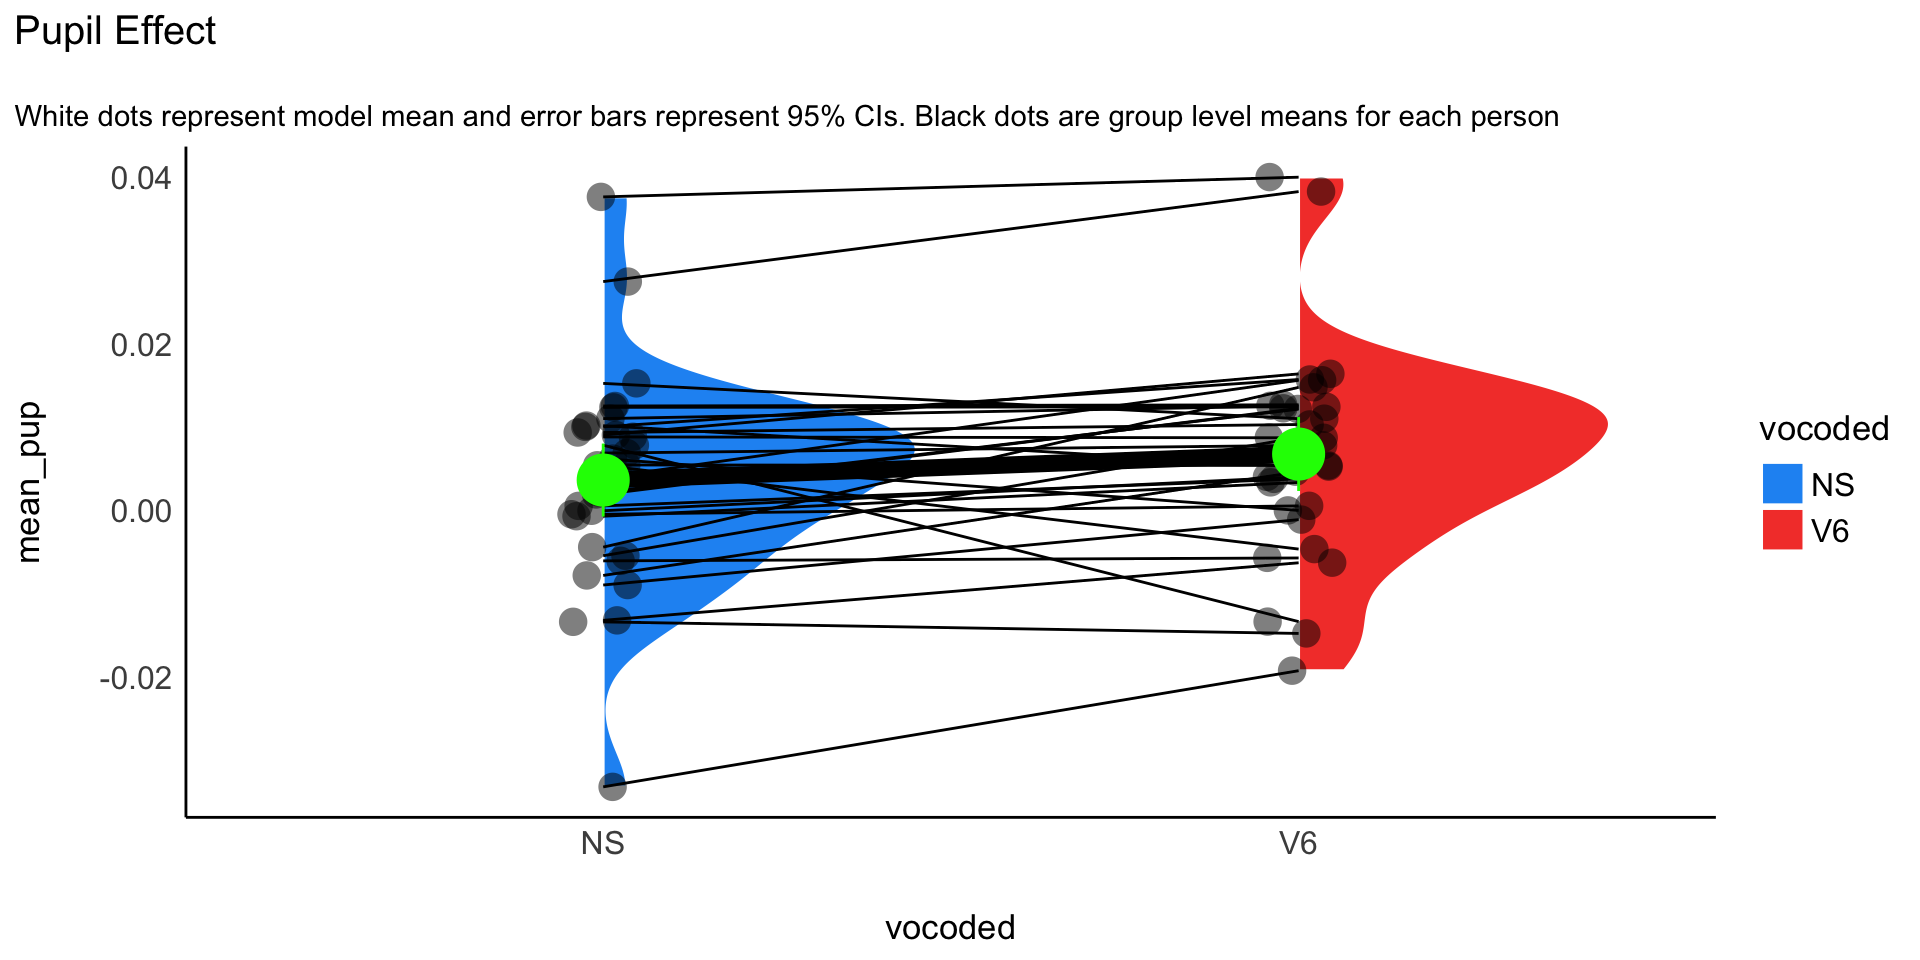 Pupil Effect
White dots represent model mean and error bars represent 95% CIs. Black dots are group level means for each person
0.04
0.02
0.00
-0.02
mean_pup
NS
V6
vocoded
vocoded
NS
V6